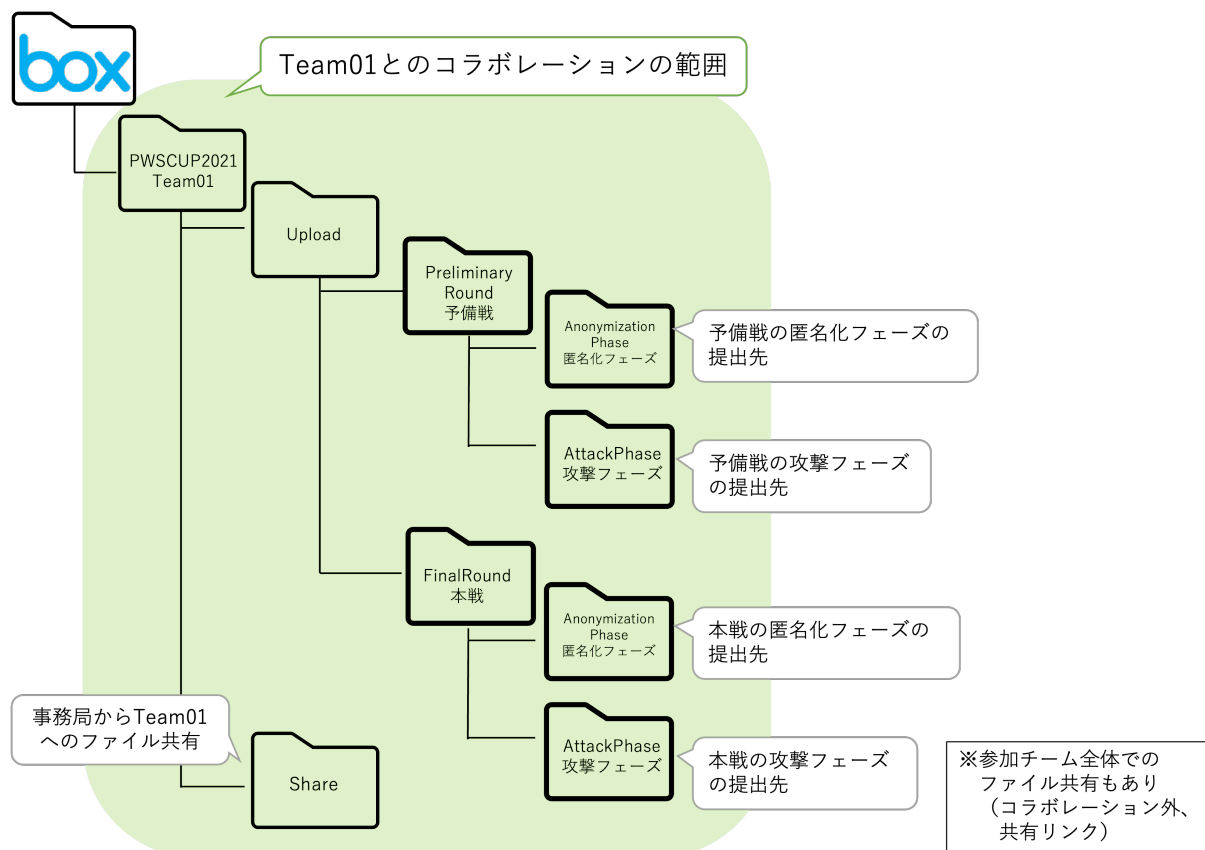 box
Team01とのコラボレーションの範囲
PWSCUP2021
Team01
Upload
Preliminary
Round
予備戦
Anonymization
Phase
匿名化フェーズ
予備戦の匿名化フェーズの
提出先
AttackPhase
攻撃フェーズ
予備戦の攻撃フェーズ
の提出先
FinalRound
本戦
Anonymization
Phase
匿名化フェーズ
本戦の匿名化フェーズの
提出先
事務局からTeam01
へのファイル共有
Share
AttackPhase
攻撃フェーズ
本戦の攻撃フェーズ
の提出先
※参加チーム全体での
ファイル共有もあり
（コラボレーション外、
共有リンク）